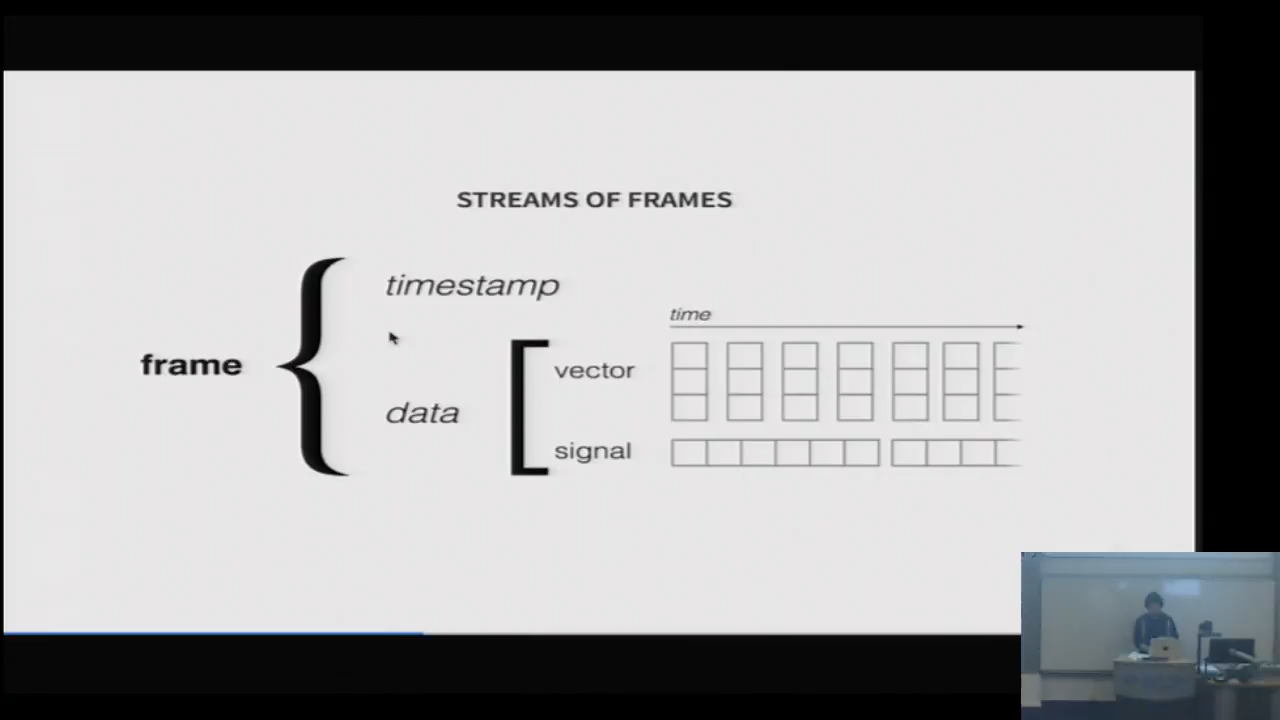 STREAMS OF FRAMES
timestamp
time
frame
vector
data
signal